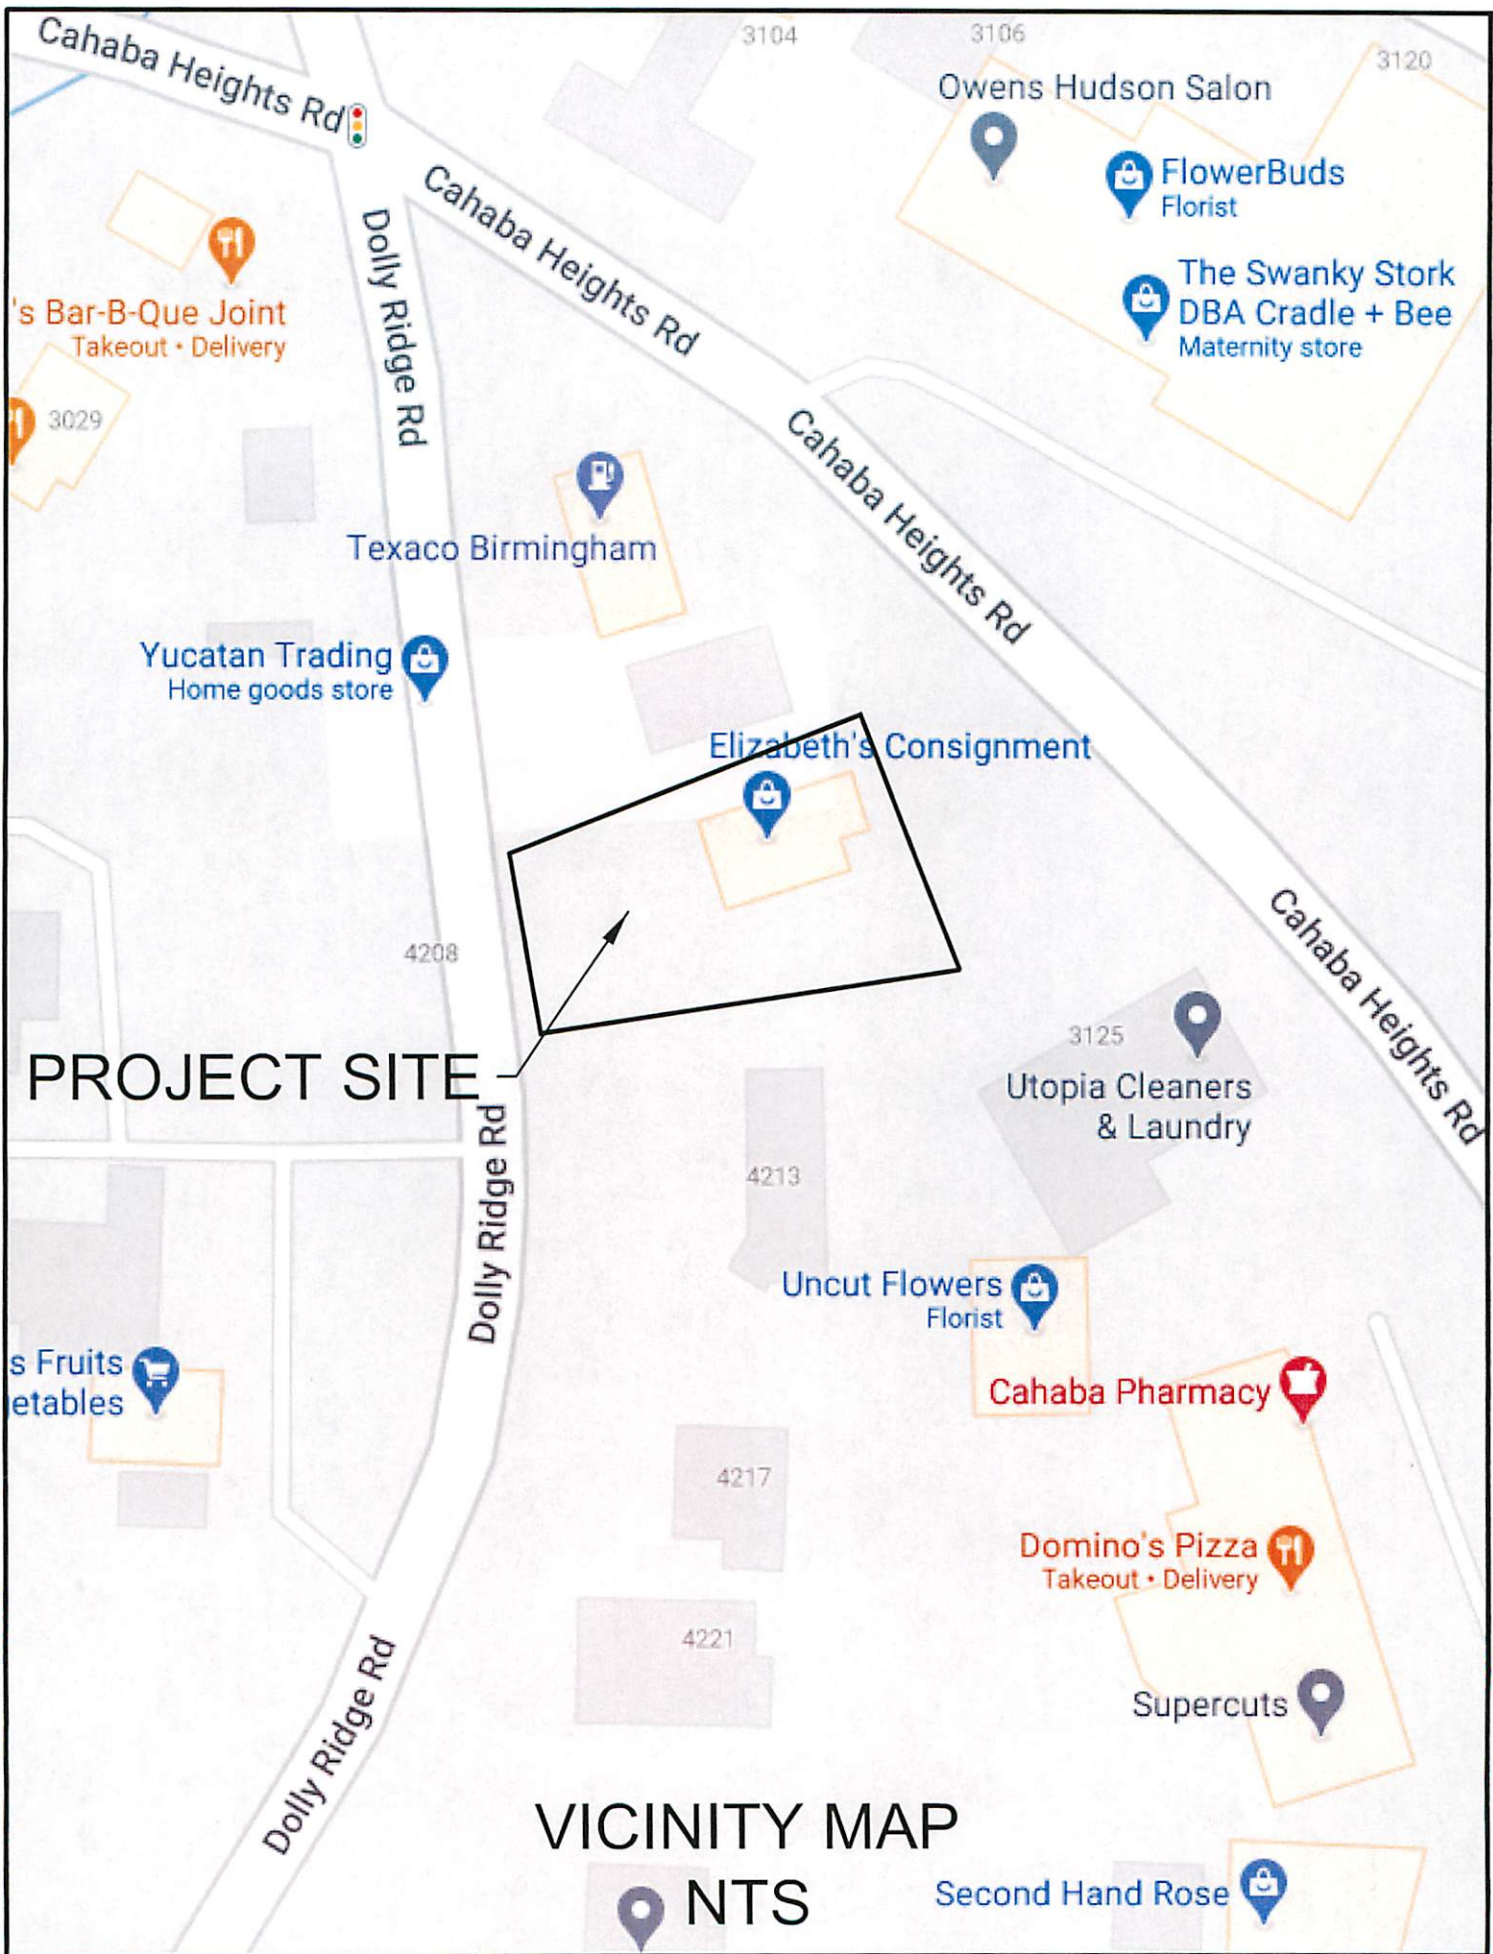 Cahaba Heights Rd
3104
3106
3120
Owens Hudson Salon
FlowerBuds
Florist
Cahaba Heights Rd
Dolly Ridge Rd
The Swanky Stork
DBA Cradle + Bee
Maternity store
's Bar-B-Que Joint
Takeout • Delivery
3029
Cahaba Heights Rd
Texaco Birmingham
Yucatan Trading
Home goods store
Elizabeth's Consignment
4208
Cahaba Heights Rd
3125
PROJECT SITE
Utopia Cleaners
& Laundry
Dolly Ridge Rd
4213
Uncut Flowers
Florist
s Fruits
etables
Cahaba Pharmacy
4217
Domino's Pizza
Takeout • Delivery
4221
Dolly Ridge Rd
Supercuts
VICINITY MAP
NTS
Second Hand Rose